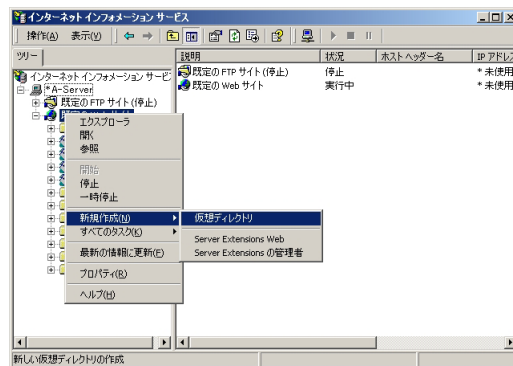 インターネット インフォメーション サービス
操作(A) 表示(V)
ツリー
説明 状況 ホスト ヘッダー名 IP アドレ
インターネット インフォメーション サービ
*A-Server
既定の FTP サイト (停止)
既定の FTP サイト (停止) 停止 * 未使用
既定の Web サイト 実行中 * 未使用
エクスプローラ
開く
参照
開始
停止
一時停止
新規作成(N)
すべてのタスク(K)
最新の情報に更新(F)
プロパティ(R)
ヘルプ(H)
仮想ディレクトリ
Server Extensions Web
Server Extensions の管理者
新しい仮想ディレクトリの作成